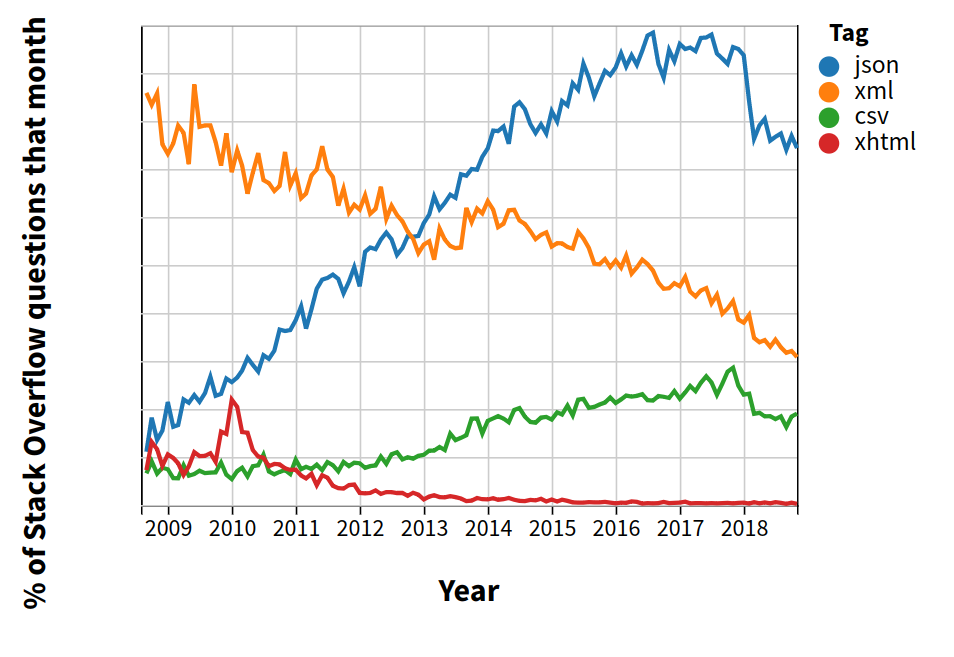 % of Stack Overflow questions that month
Tag
json
xml
csv
xhtml
2009 2010 2011 2012 2013 2014 2015 2016 2017 2018
Year